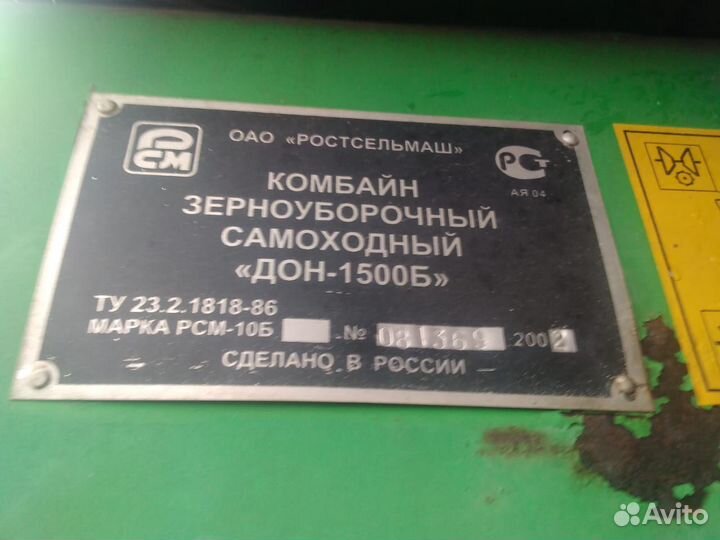 РСМ
ОАО «РОСТСЕЛЬМАШ»
РСТ
АЯ 04
КОМБАЙН
ЗЕРНОУБОРОЧНЫЙ
САМОХОДНЫЙ
«ДОН-1500Б»
ТУ 23.2.1818-86
МАРКА РСМ-10Б № 081369 2002
СДЕЛАНО В РОССИИ
Avito